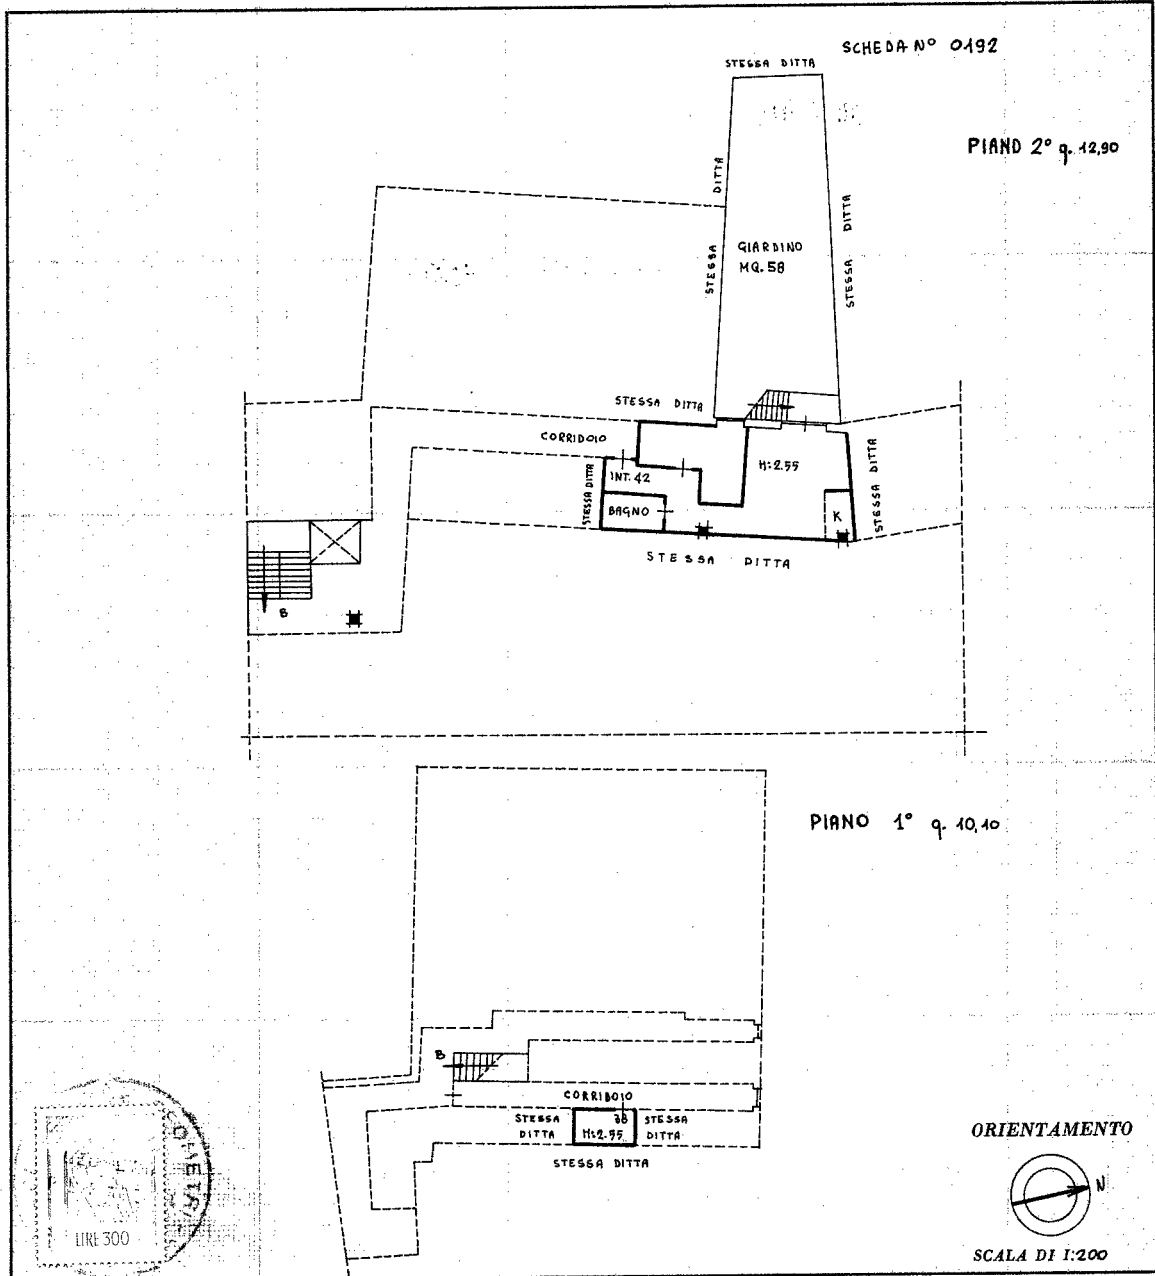 SCHEDA Nº 0192
STESSA DITTA
PIANO 2° q. 12,90
STESSA DITTA
STESSA DITTA
GIARDINO
MQ. 58
STESSA DITTA
CORRIDOIO
H: 2.55
STESSA DITTA
INT. 42
STESSA DITTA
BAGNO
K
STESSA DITTA
B
PIANO 1° q. 10,10
B
CORRIDOIO
STESSA
DITTA
38
H:2.55
STESSA
DITTA
STESSA DITTA
ORIENTAMENTO
N
SCALA DI 1:200
LIRE 300